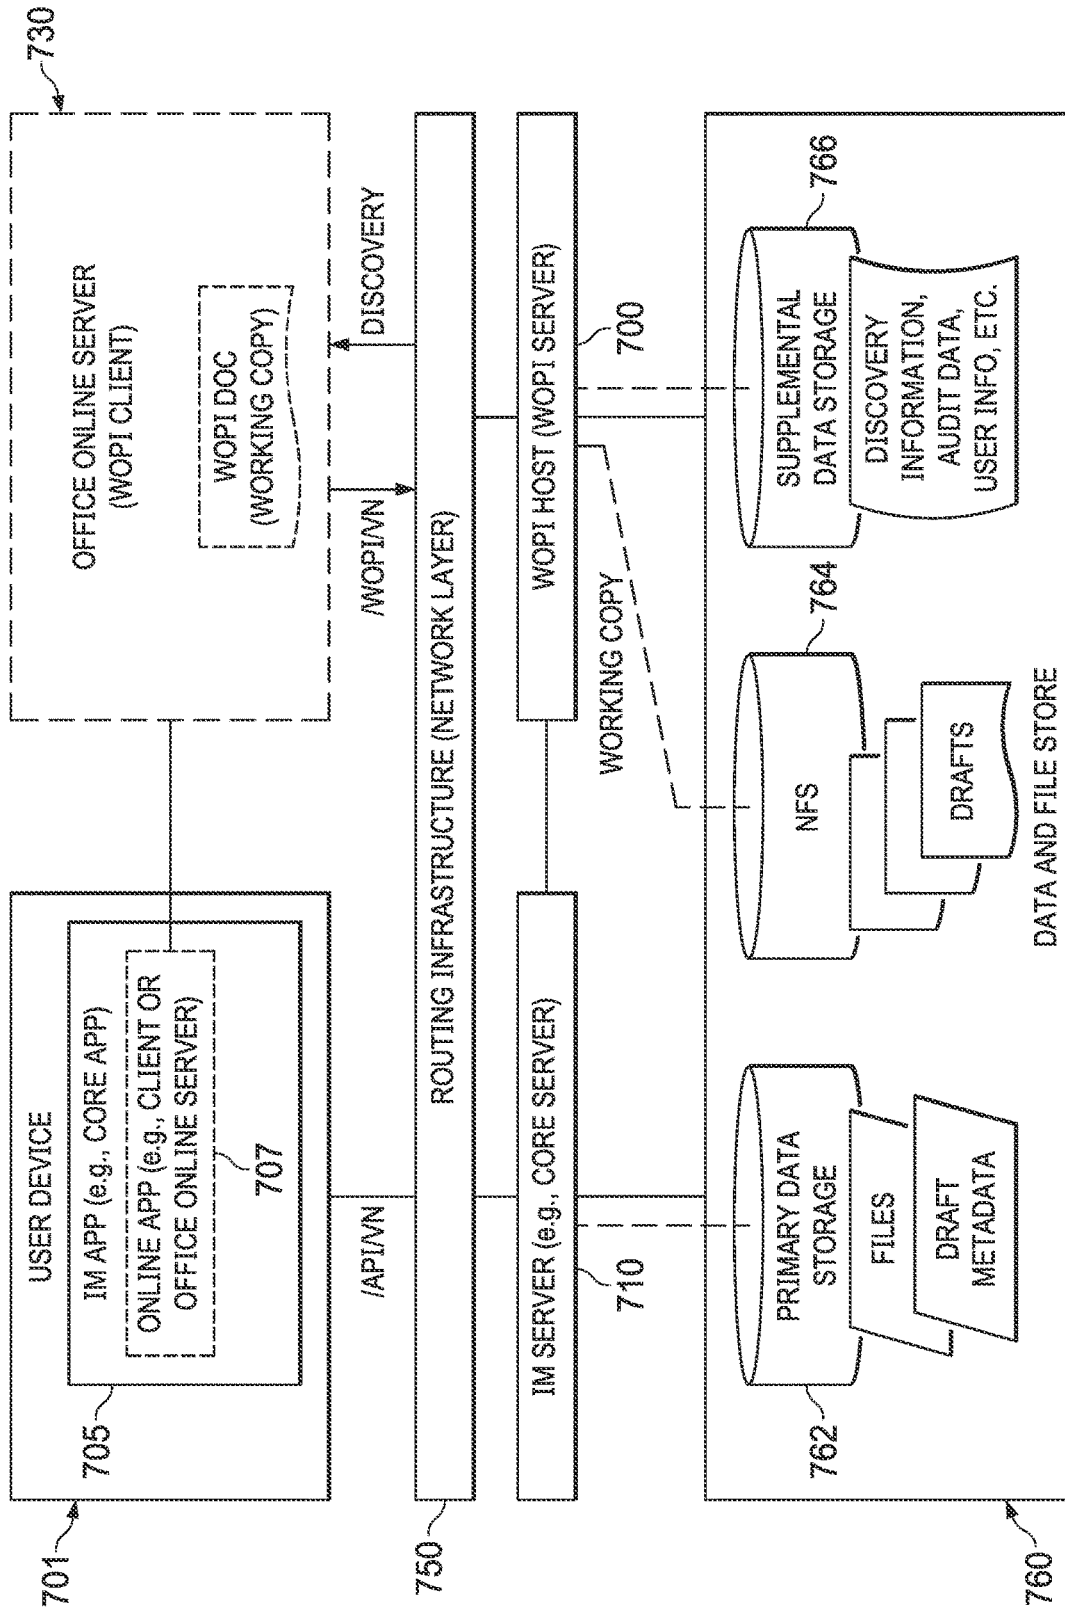 701
USER DEVICE
705
IM APP (e.g., CORE APP)
ONLINE APP (e.g., CLIENT OR
OFFICE ONLINE SERVER)
707
730
OFFICE ONLINE SERVER
(WOPI CLIENT)
WOPI DOC
(WORKING COPY)
/API/VN
/WOPI/VN
DISCOVERY
750
ROUTING INFRASTRUCTURE (NETWORK LAYER)
IM SERVER (e.g., CORE SERVER)
710
WOPI HOST (WOPI SERVER)
700
WORKING COPY
760
762
PRIMARY DATA
STORAGE
FILES
DRAFT
METADATA
764
NFS
DRAFTS
766
SUPPLEMENTAL
DATA STORAGE
DISCOVERY
INFORMATION,
AUDIT DATA,
USER INFO, ETC.
DATA AND FILE STORE